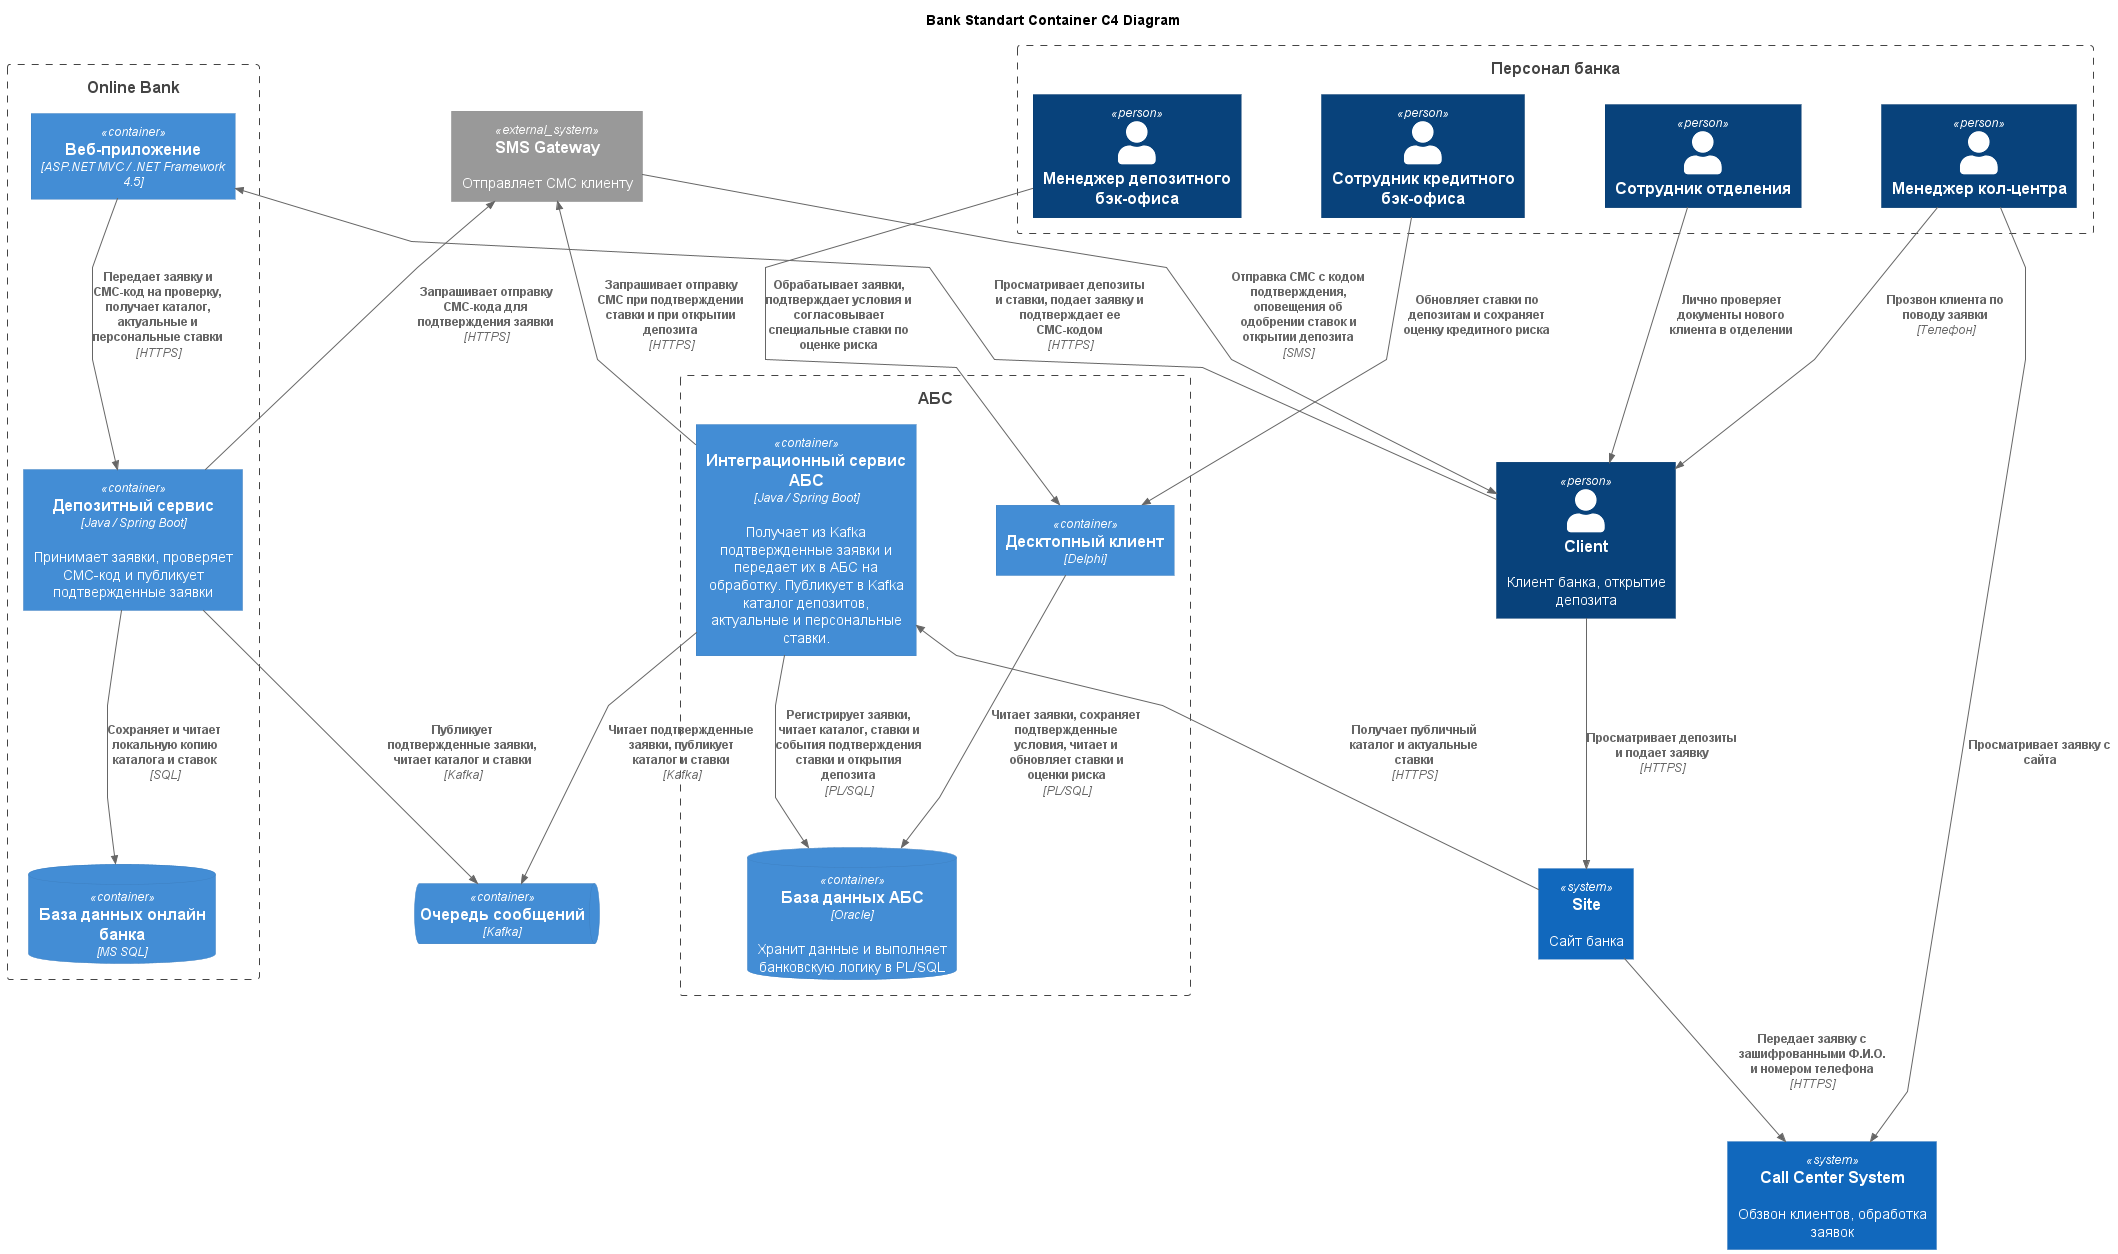 Bank Standart Container C4 Diagram
Online Bank
«container»
Веб-приложение
[ASP.NET MVC / .NET Framework
4.5]
«external_system»
SMS Gateway
Отправляет СМС клиенту
Персонал банка
«person»
Менеджер депозитного
бэк-офиса
«person»
Сотрудник кредитного
бэк-офиса
«person»
Сотрудник отделения
«person»
Менеджер кол-центра
Передает заявку и
СМС-код на проверку,
получает каталог,
актуальные и
персональные ставки
[HTTPS]
Запрашивает отправку
СМС-кода для
подтверждения заявки
[HTTPS]
Запрашивает отправку
СМС при подтверждении
ставки и при открытии
депозита
[HTTPS]
Обрабатывает заявки,
подтверждает условия и
согласовывает
специальные ставки по
оценке риска
Просматривает депозиты
и ставки, подает заявку и
подтверждает ее
СМС-кодом
[HTTPS]
Отправка СМС с кодом
подтверждения,
оповещения об
одобрении ставок и
открытии депозита
[SMS]
Обновляет ставки по
депозитам и сохраняет
оценку кредитного риска
Лично проверяет
документы нового
клиента в отделении
Прозвон клиента по
поводу заявки
[Телефон]
«container»
Депозитный сервис
[Java / Spring Boot]
Принимает заявки, проверяет
СМС-код и публикует
подтвержденные заявки
АБС
«container»
Интеграционный сервис
АБС
[Java / Spring Boot]
Получает из Kafka
подтвержденные заявки и
передает их в АБС на
обработку. Публикует в Kafka
каталог депозитов,
актуальные и персональные
ставки.
«container»
Десктопный клиент
[Delphi]
«person»
Client
Клиент банка, открытие
депозита
Сохраняет и читает
локальную копию
каталога и ставок
[SQL]
Публикует
подтвержденные заявки,
читает каталог и ставки
[Kafka]
Читает подтвержденные
заявки, публикует
каталог и ставки
[Kafka]
Регистрирует заявки,
читает каталог, ставки и
события подтверждения
ставки и открытия
депозита
[PL/SQL]
Читает заявки, сохраняет
подтвержденные
условия, читает и
обновляет ставки и
оценки риска
[PL/SQL]
Получает публичный
каталог и актуальные
ставки
[HTTPS]
Просматривает депозиты
и подает заявку
[HTTPS]
Просматривает заявку с
сайта
«container»
База данных онлайн
банка
[MS SQL]
«container»
Очередь сообщений
[Kafka]
«container»
База данных АБС
[Oracle]
Хранит данные и выполняет
банковскую логику в PL/SQL
«system»
Site
Сайт банка
Передает заявку с
зашифрованными Ф.И.О.
и номером телефона
[HTTPS]
«system»
Call Center System
Обзвон клиентов, обработка
заявок